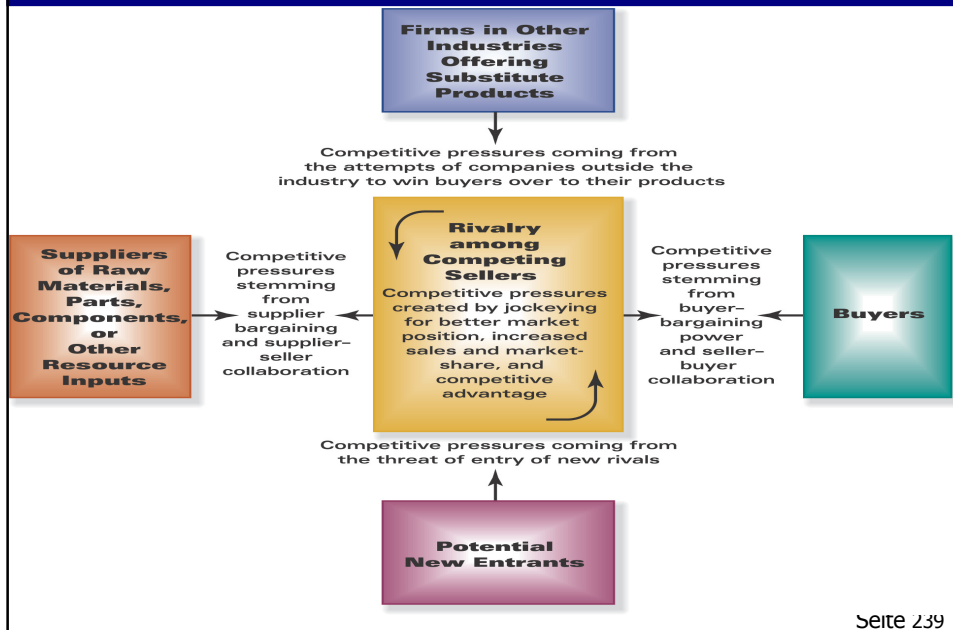 Firms in Other
Industries
Offering
Substitute
Products
Competitive pressures coming from
the attempts of companies outside the
industry to win buyers over to their products
Suppliers
of Raw
Materials,
Parts,
Components,
or
Other
Resource
Inputs
Competitive
pressures
stemming
from
supplier
bargaining
and supplier–
seller
collaboration
Rivalry
among
Competing
Sellers
Competitive pressures
created by jockeying
for better market
position, increased
sales and market-
share, and
competitive
advantage
Competitive
pressures
stemming
from
buyer–
bargaining
power
and seller–
buyer
collaboration
Buyers
Competitive pressures coming from
the threat of entry of new rivals
Potential
New Entrants
Seite 239